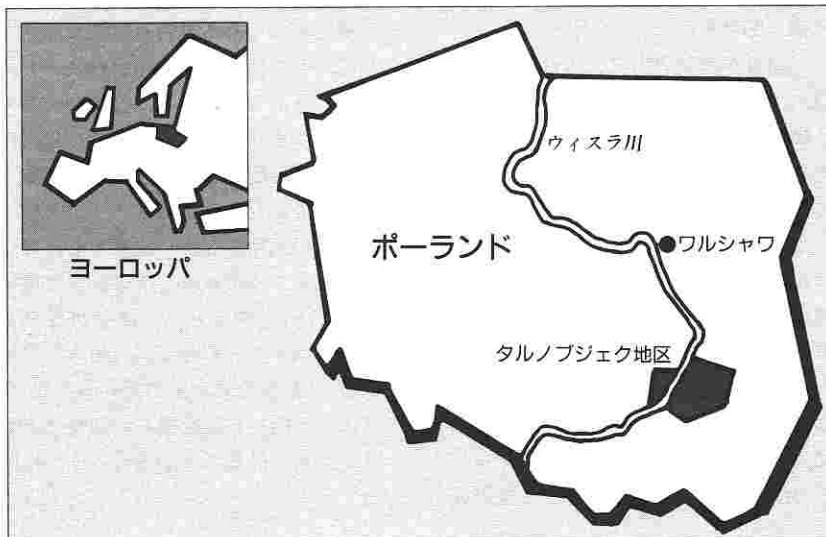 ウィスラ川
ポーランド
ワルシャワ
ヨーロッパ
タルノブジェク地区